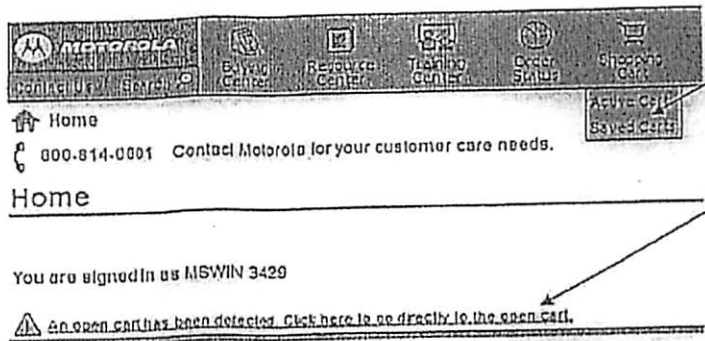 MOTOROLA
Contact Us Search
Buying Center
Resource Center
Training Center
Order Status
Shopping Cart
Active Cart
Saved Carts
Home
800-814-0601 Contact Motorola for your customer care needs.
Home
You are signed in as MSWIN 3429
An open cart has been detected. Click here to go directly to the open cart.